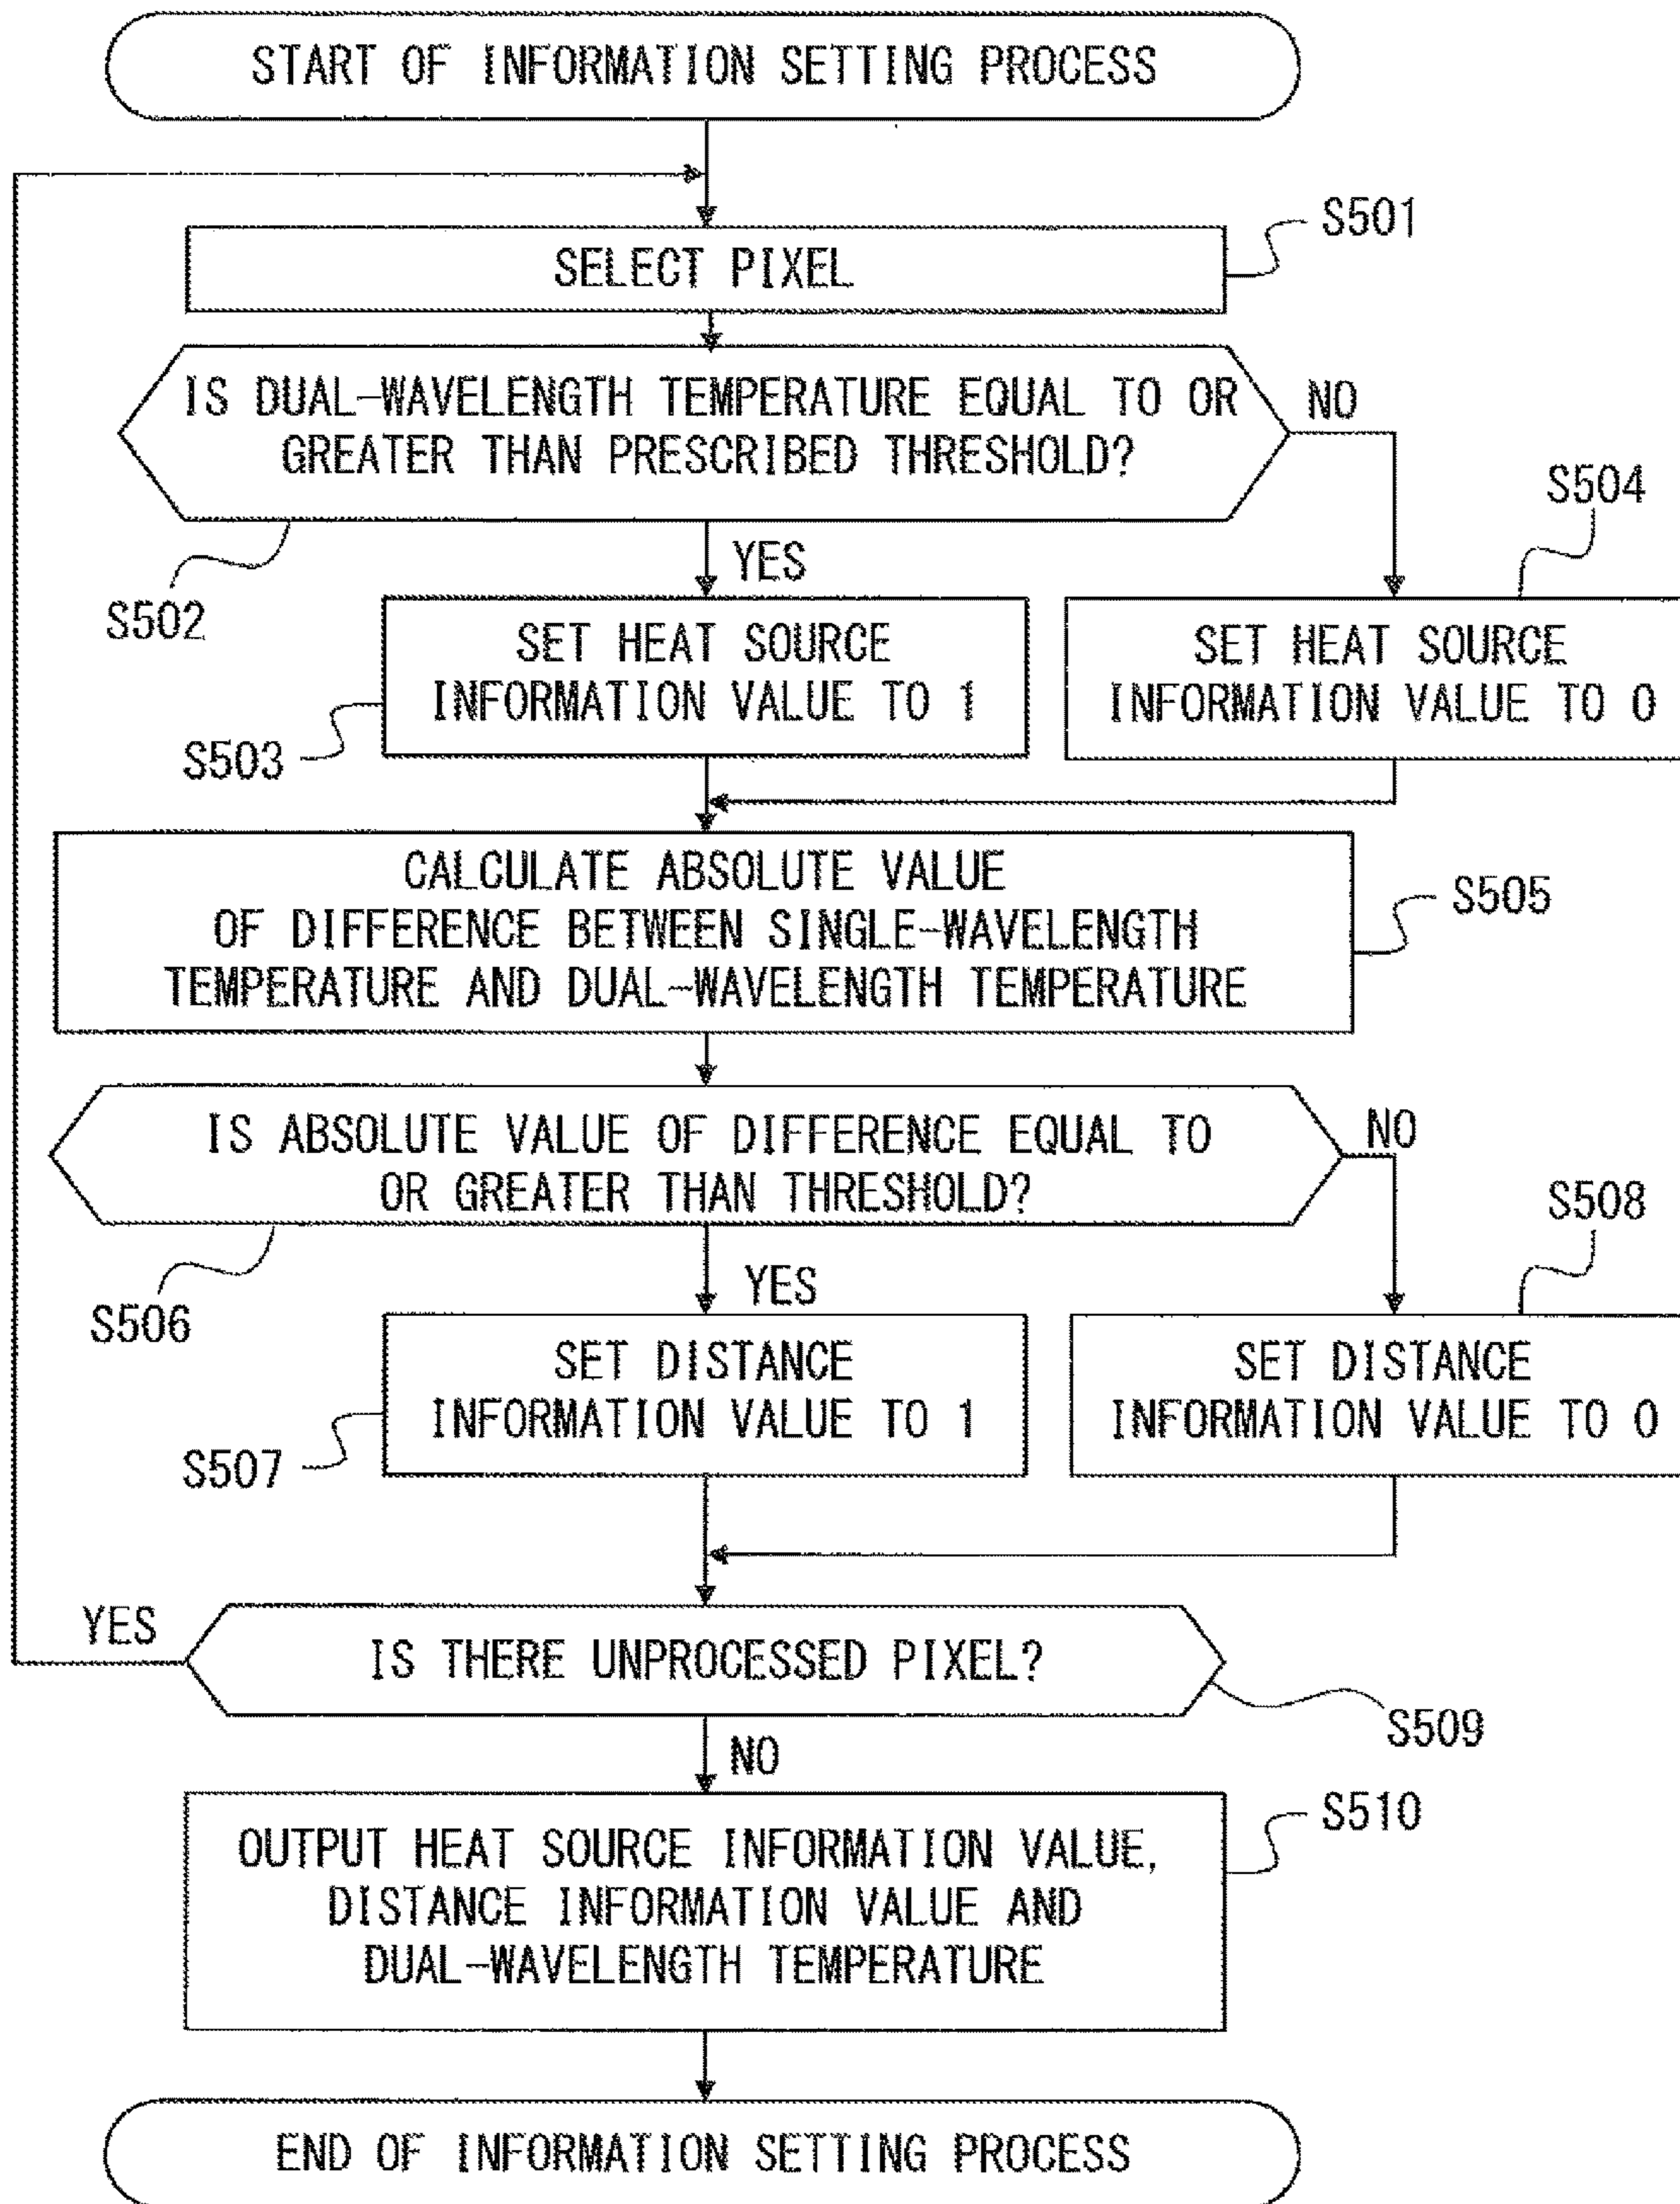 START OF INFORMATION SETTING PROCESS
S501
SELECT PIXEL
IS DUAL-WAVELENGTH TEMPERATURE EQUAL TO OR
GREATER THAN PRESCRIBED THRESHOLD?
NO
S502
YES
S504
SET HEAT SOURCE
INFORMATION VALUE TO 1
S503
SET HEAT SOURCE
INFORMATION VALUE TO 0
CALCULATE ABSOLUTE VALUE
OF DIFFERENCE BETWEEN SINGLE-WAVELENGTH
TEMPERATURE AND DUAL-WAVELENGTH TEMPERATURE
S505
IS ABSOLUTE VALUE OF DIFFERENCE EQUAL TO
OR GREATER THAN THRESHOLD?
NO
S506
YES
S508
SET DISTANCE
INFORMATION VALUE TO 1
S507
SET DISTANCE
INFORMATION VALUE TO 0
YES
IS THERE UNPROCESSED PIXEL?
S509
NO
S510
OUTPUT HEAT SOURCE INFORMATION VALUE,
DISTANCE INFORMATION VALUE AND
DUAL-WAVELENGTH TEMPERATURE
END OF INFORMATION SETTING PROCESS